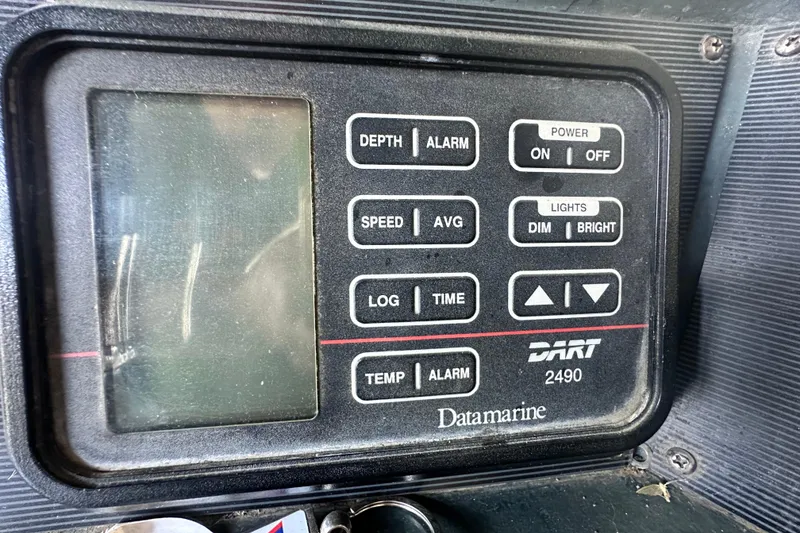 DEPTH ALARM
POWER
ON OFF
SPEED AVG
LIGHTS
DIM BRIGHT
LOG TIME
TEMP ALARM
DART
2490
Datamarine